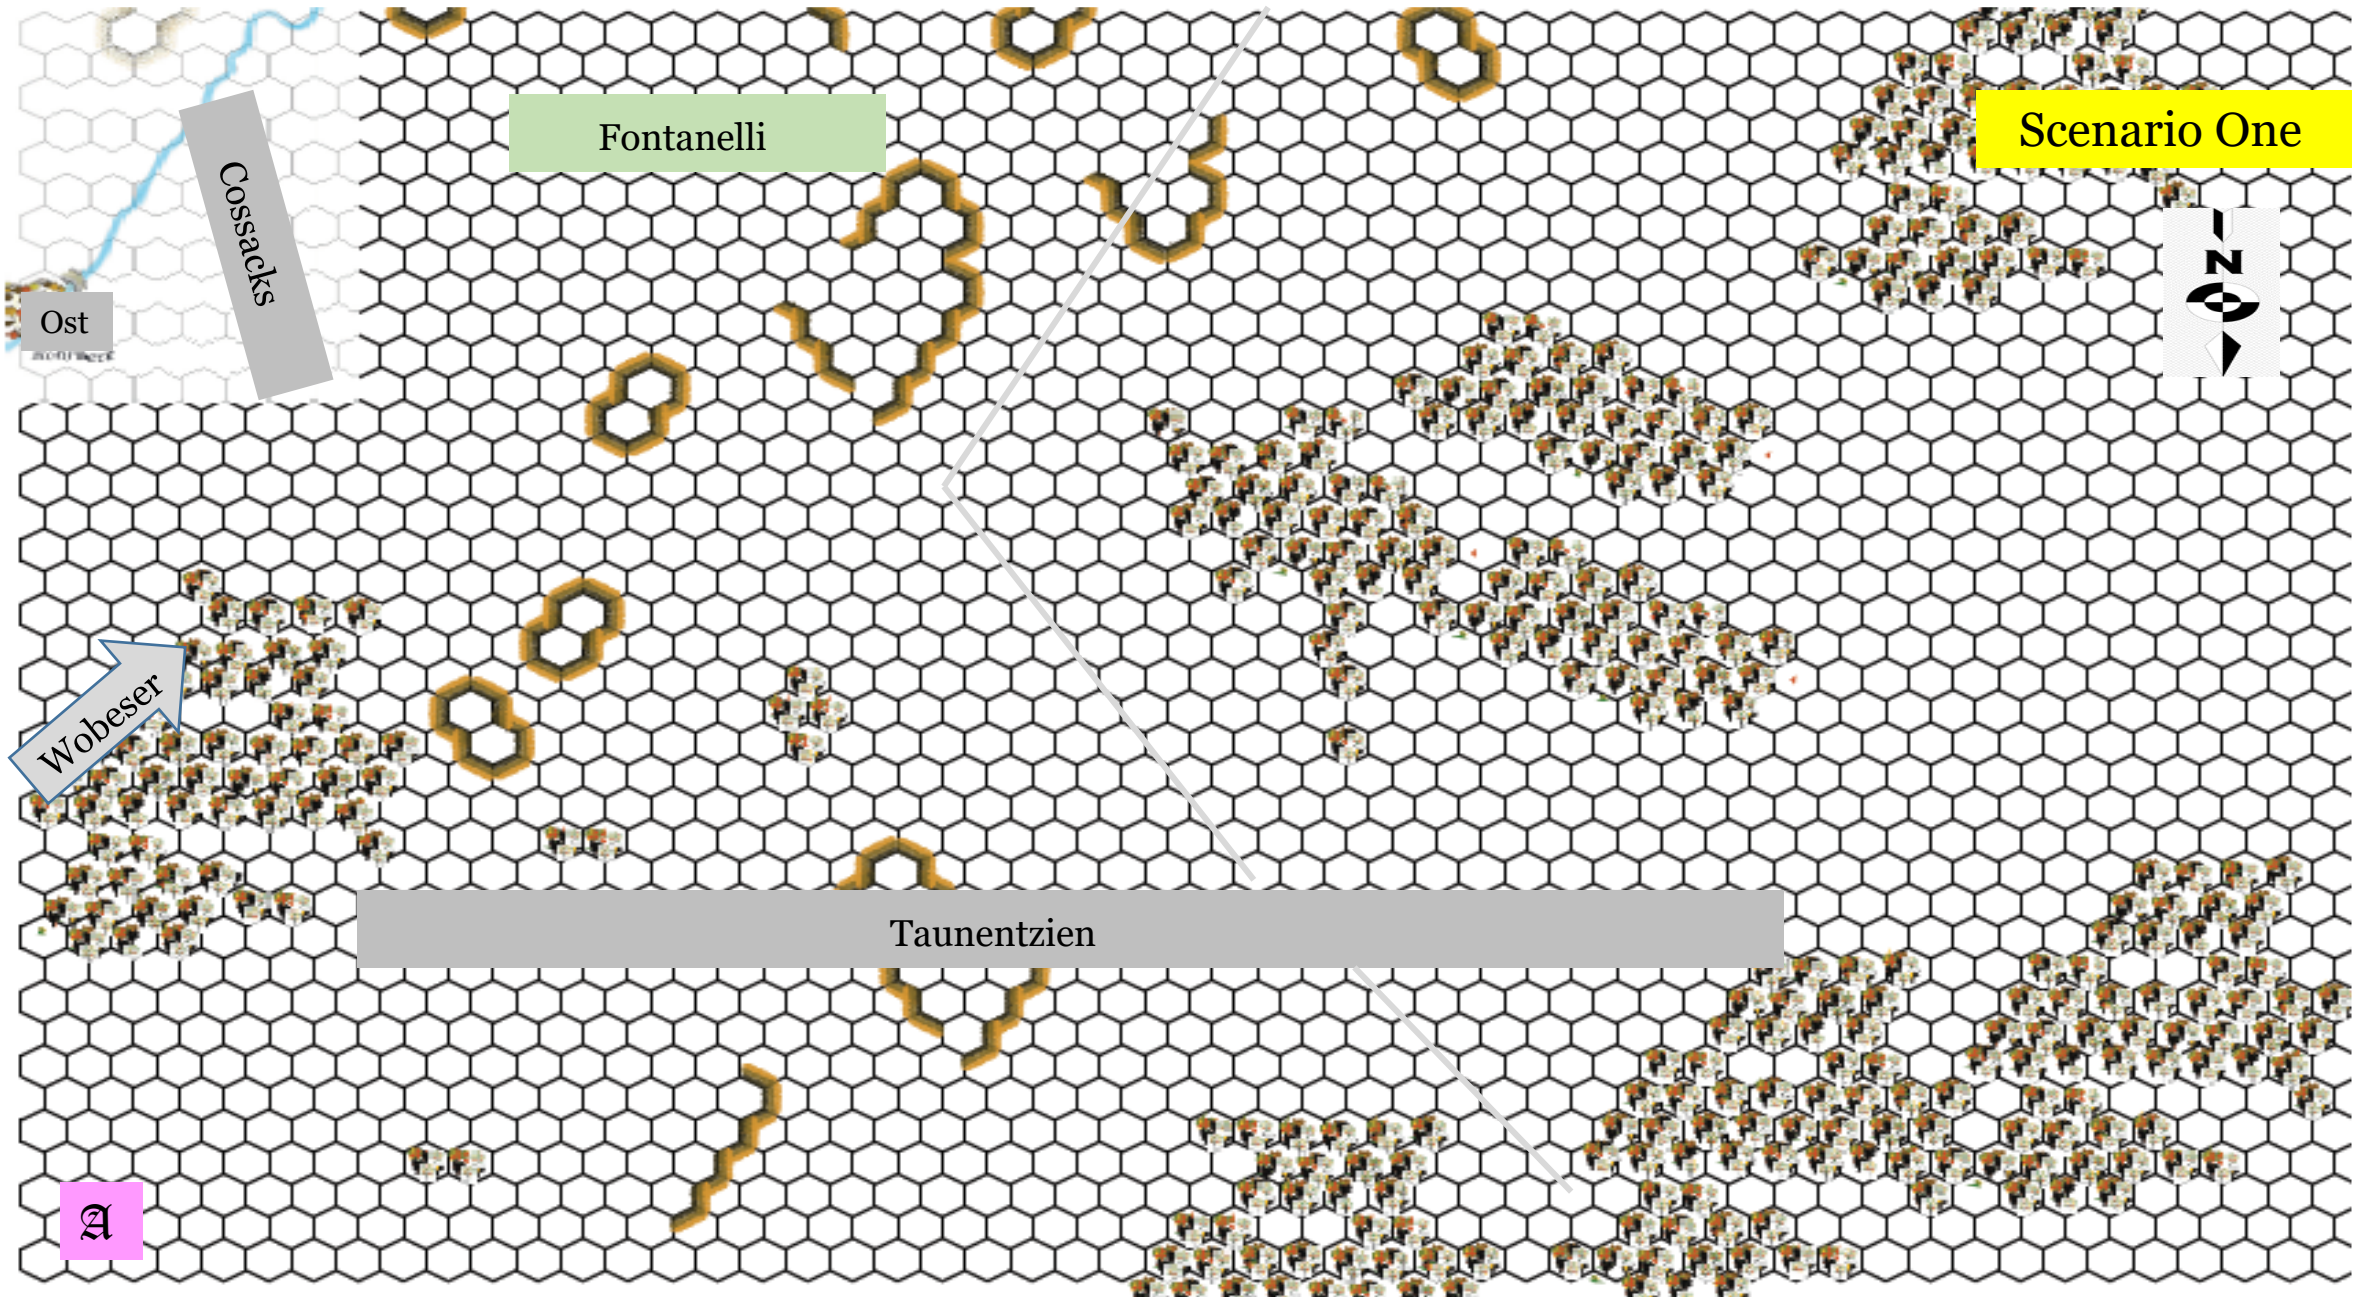 Scenario One
Fontanelli
Cossacks
N
Ost
Wobeser
Taunentzien
𝕬